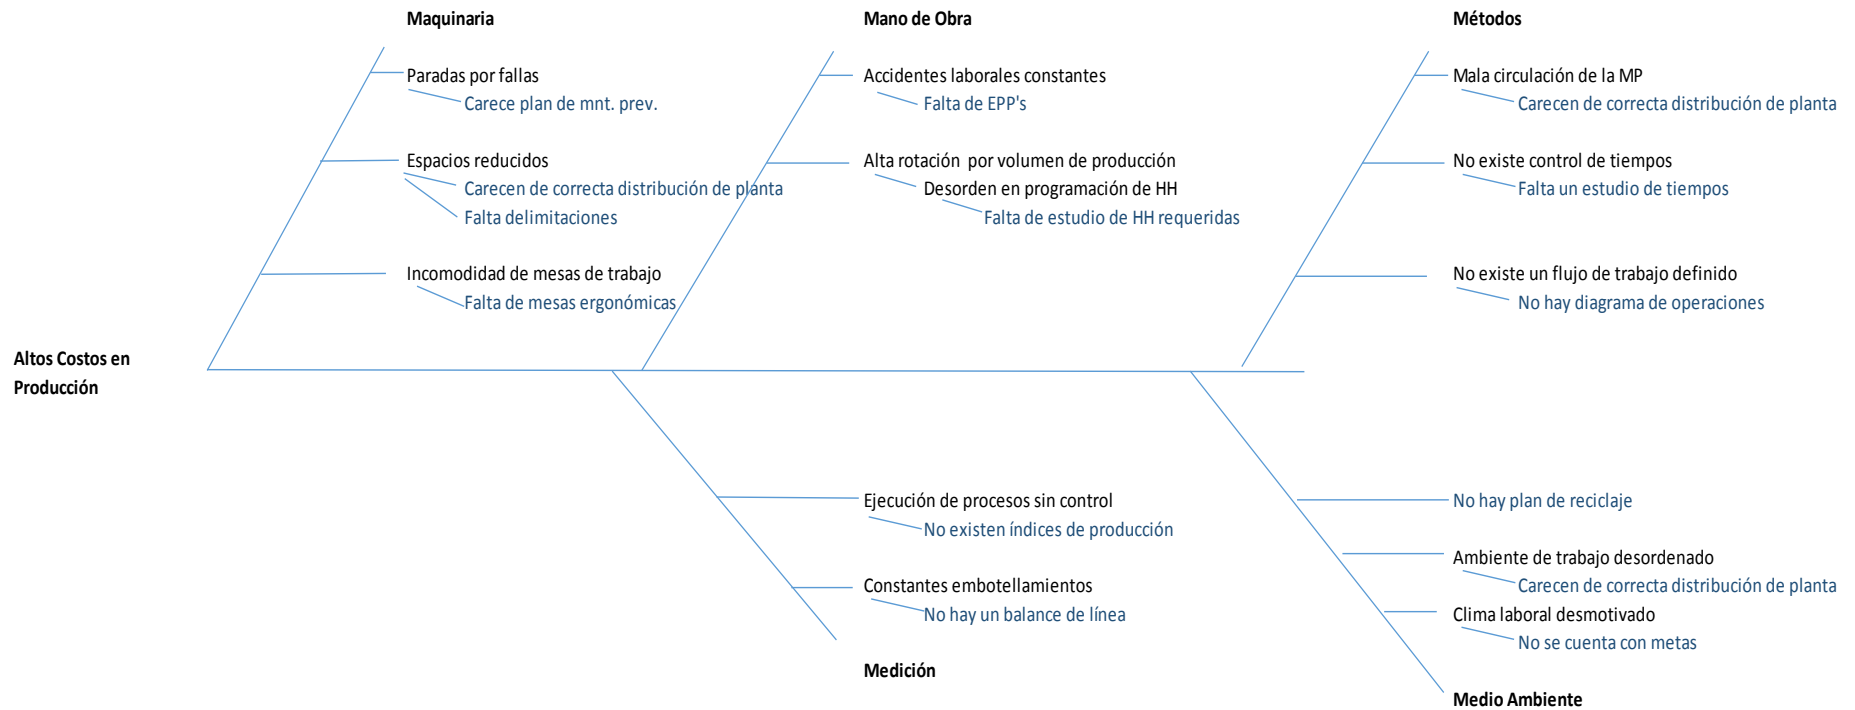 Maquinaria
Paradas por fallas
Carece plan de mnt. prev.
Espacios reducidos
Carecen de correcta distribución de planta
Falta delimitaciones
Incomodidad de mesas de trabajo
Falta de mesas ergonómicas
Mano de Obra
Accidentes laborales constantes
Falta de EPP's
Alta rotación  por volumen de producción
Desorden en programación de HH
Falta de estudio de HH requeridas
Métodos
Mala circulación de la MP
Carecen de correcta distribución de planta
No existe control de tiempos
Falta un estudio de tiempos
No existe un flujo de trabajo definido
No hay diagrama de operaciones
Altos Costos en
Producción
Ejecución de procesos sin control
No existen índices de producción
Constantes embotellamientos
No hay un balance de línea
Medición
No hay plan de reciclaje
Ambiente de trabajo desordenado
Carecen de correcta distribución de planta
Clima laboral desmotivado
No se cuenta con metas
Medio Ambiente